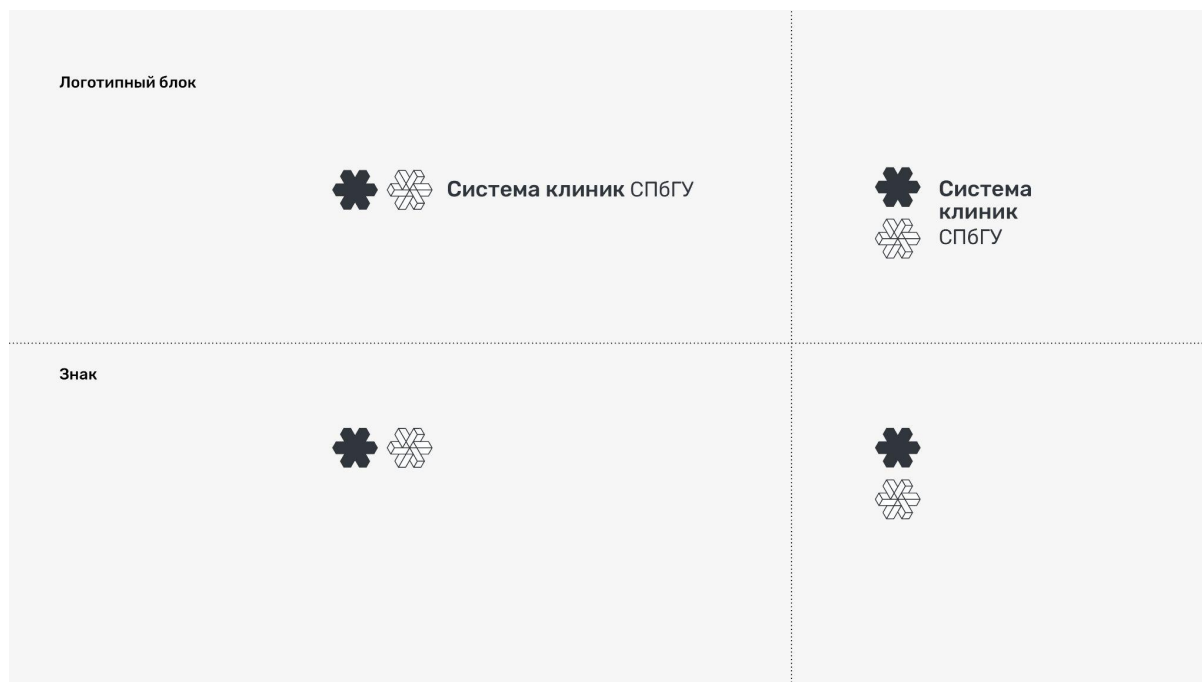 Логотипный блок
Система клиник СПбГУ
Система
клиник
СПбГУ
Знак